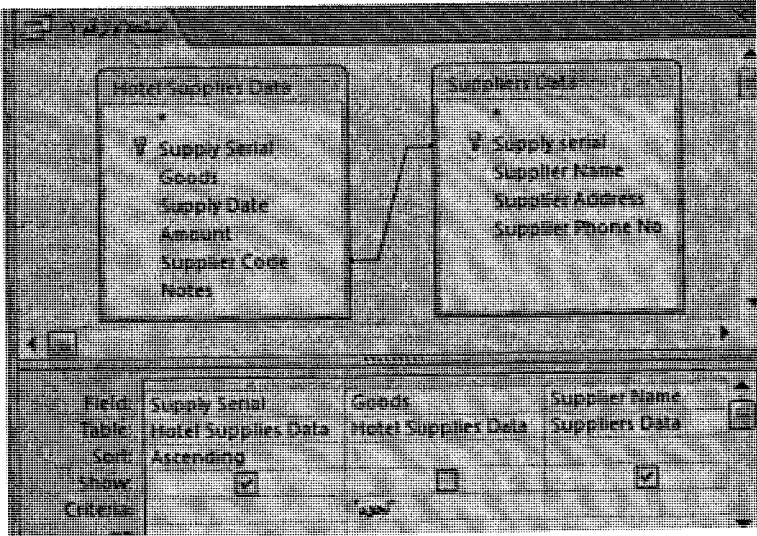 Hotel Supplies Data
*
Supply Serial
Goods
Supply Date
Amount
Supplier Code
Notes
Suppliers Data
*
Supply serial
Supplier Name
Supplier Address
Supplier Phone No
Field: Supply Serial Goods Supplier Name
Table: Hotel Supplies Data Hotel Supplies Data Suppliers Data
Sort: Ascending
Show:
Criteria: